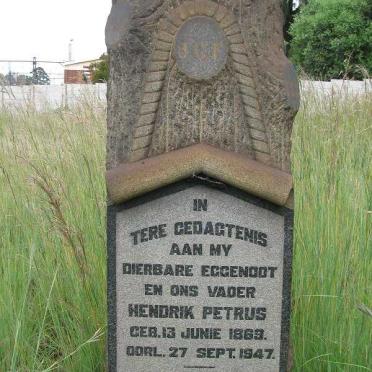 IN
TERE GEDAGTENIS
AAN MY
DIERBARE EGGENOOT
EN ONS VADER
HENDRIK PETRUS
GEB. 13 JUNIE 1869.
OORL. 27 SEPT. 1947.